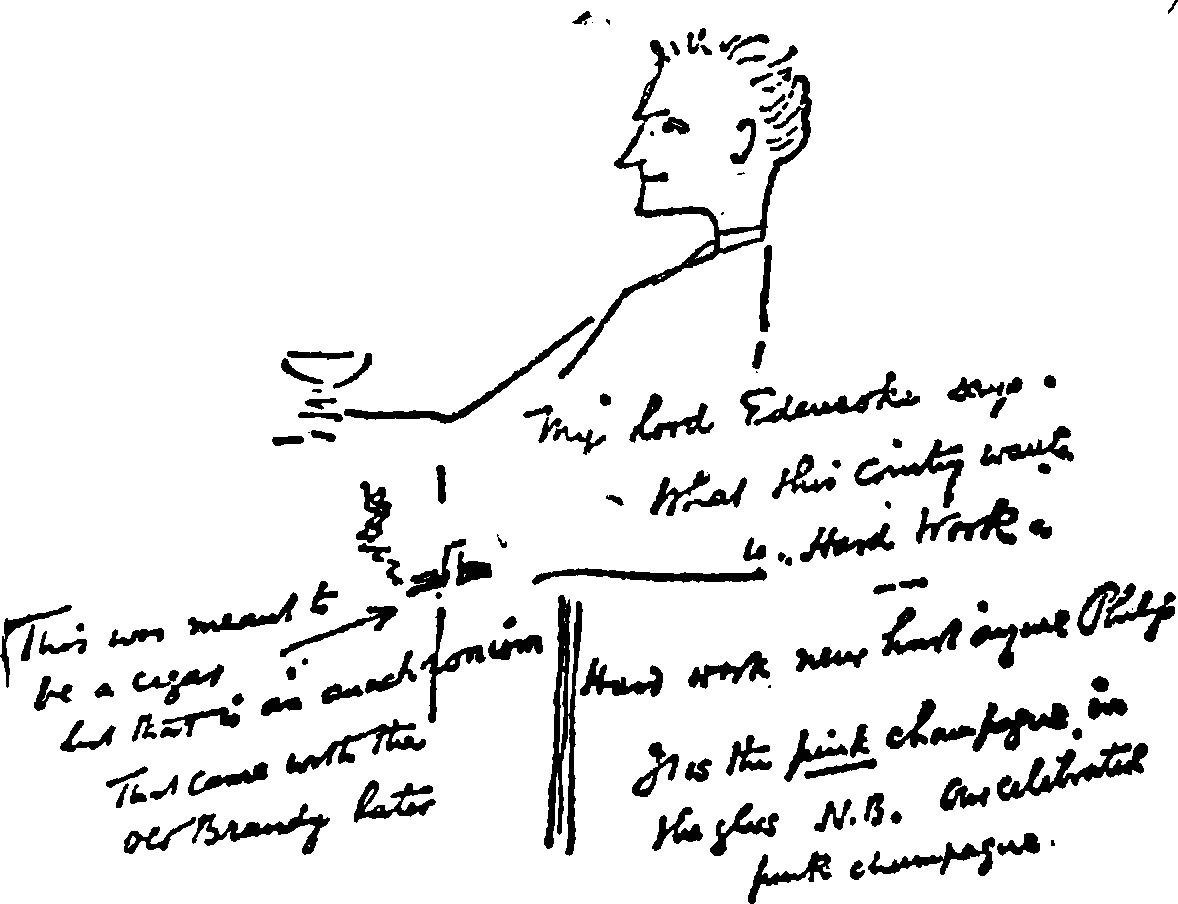 My Lord Edensoke says.
What this Country wants
is.. Hard Work.
Hard work never hurt anyone Philip
It is the pink champagne in
the glass N.B. Our celebrated
pink champagne.
This was meant to
be a cigar
but that is an anachronism
That came with the
old Brandy later